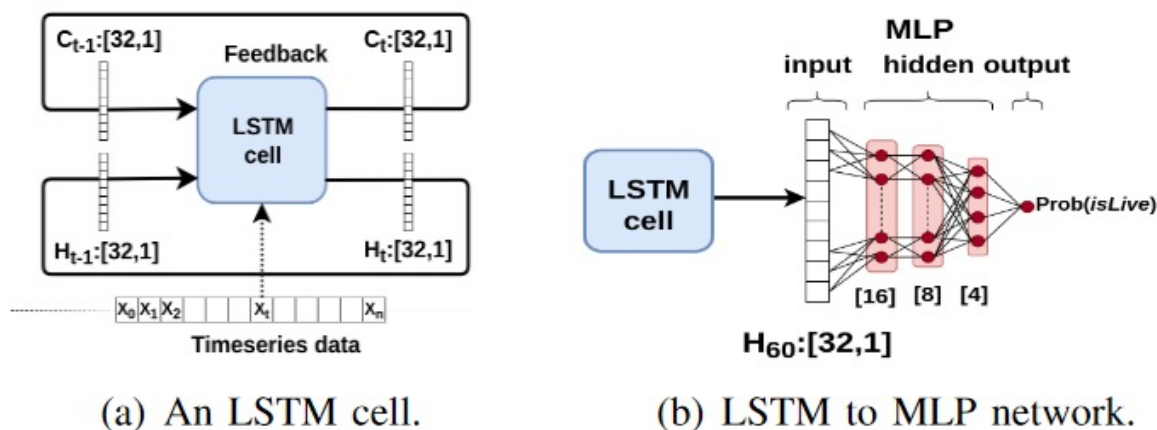 C_{t-1}:[32,1]
C_t:[32,1]
Feedback
LSTM
cell
H_{t-1}:[32,1]
H_t:[32,1]
X_0 X_1 X_2 X_t X_n
Timeseries data
(a) An LSTM cell.
MLP
input hidden output
LSTM
cell
Prob(isLive)
[16] [8] [4]
H_{60}:[32,1]
(b) LSTM to MLP network.